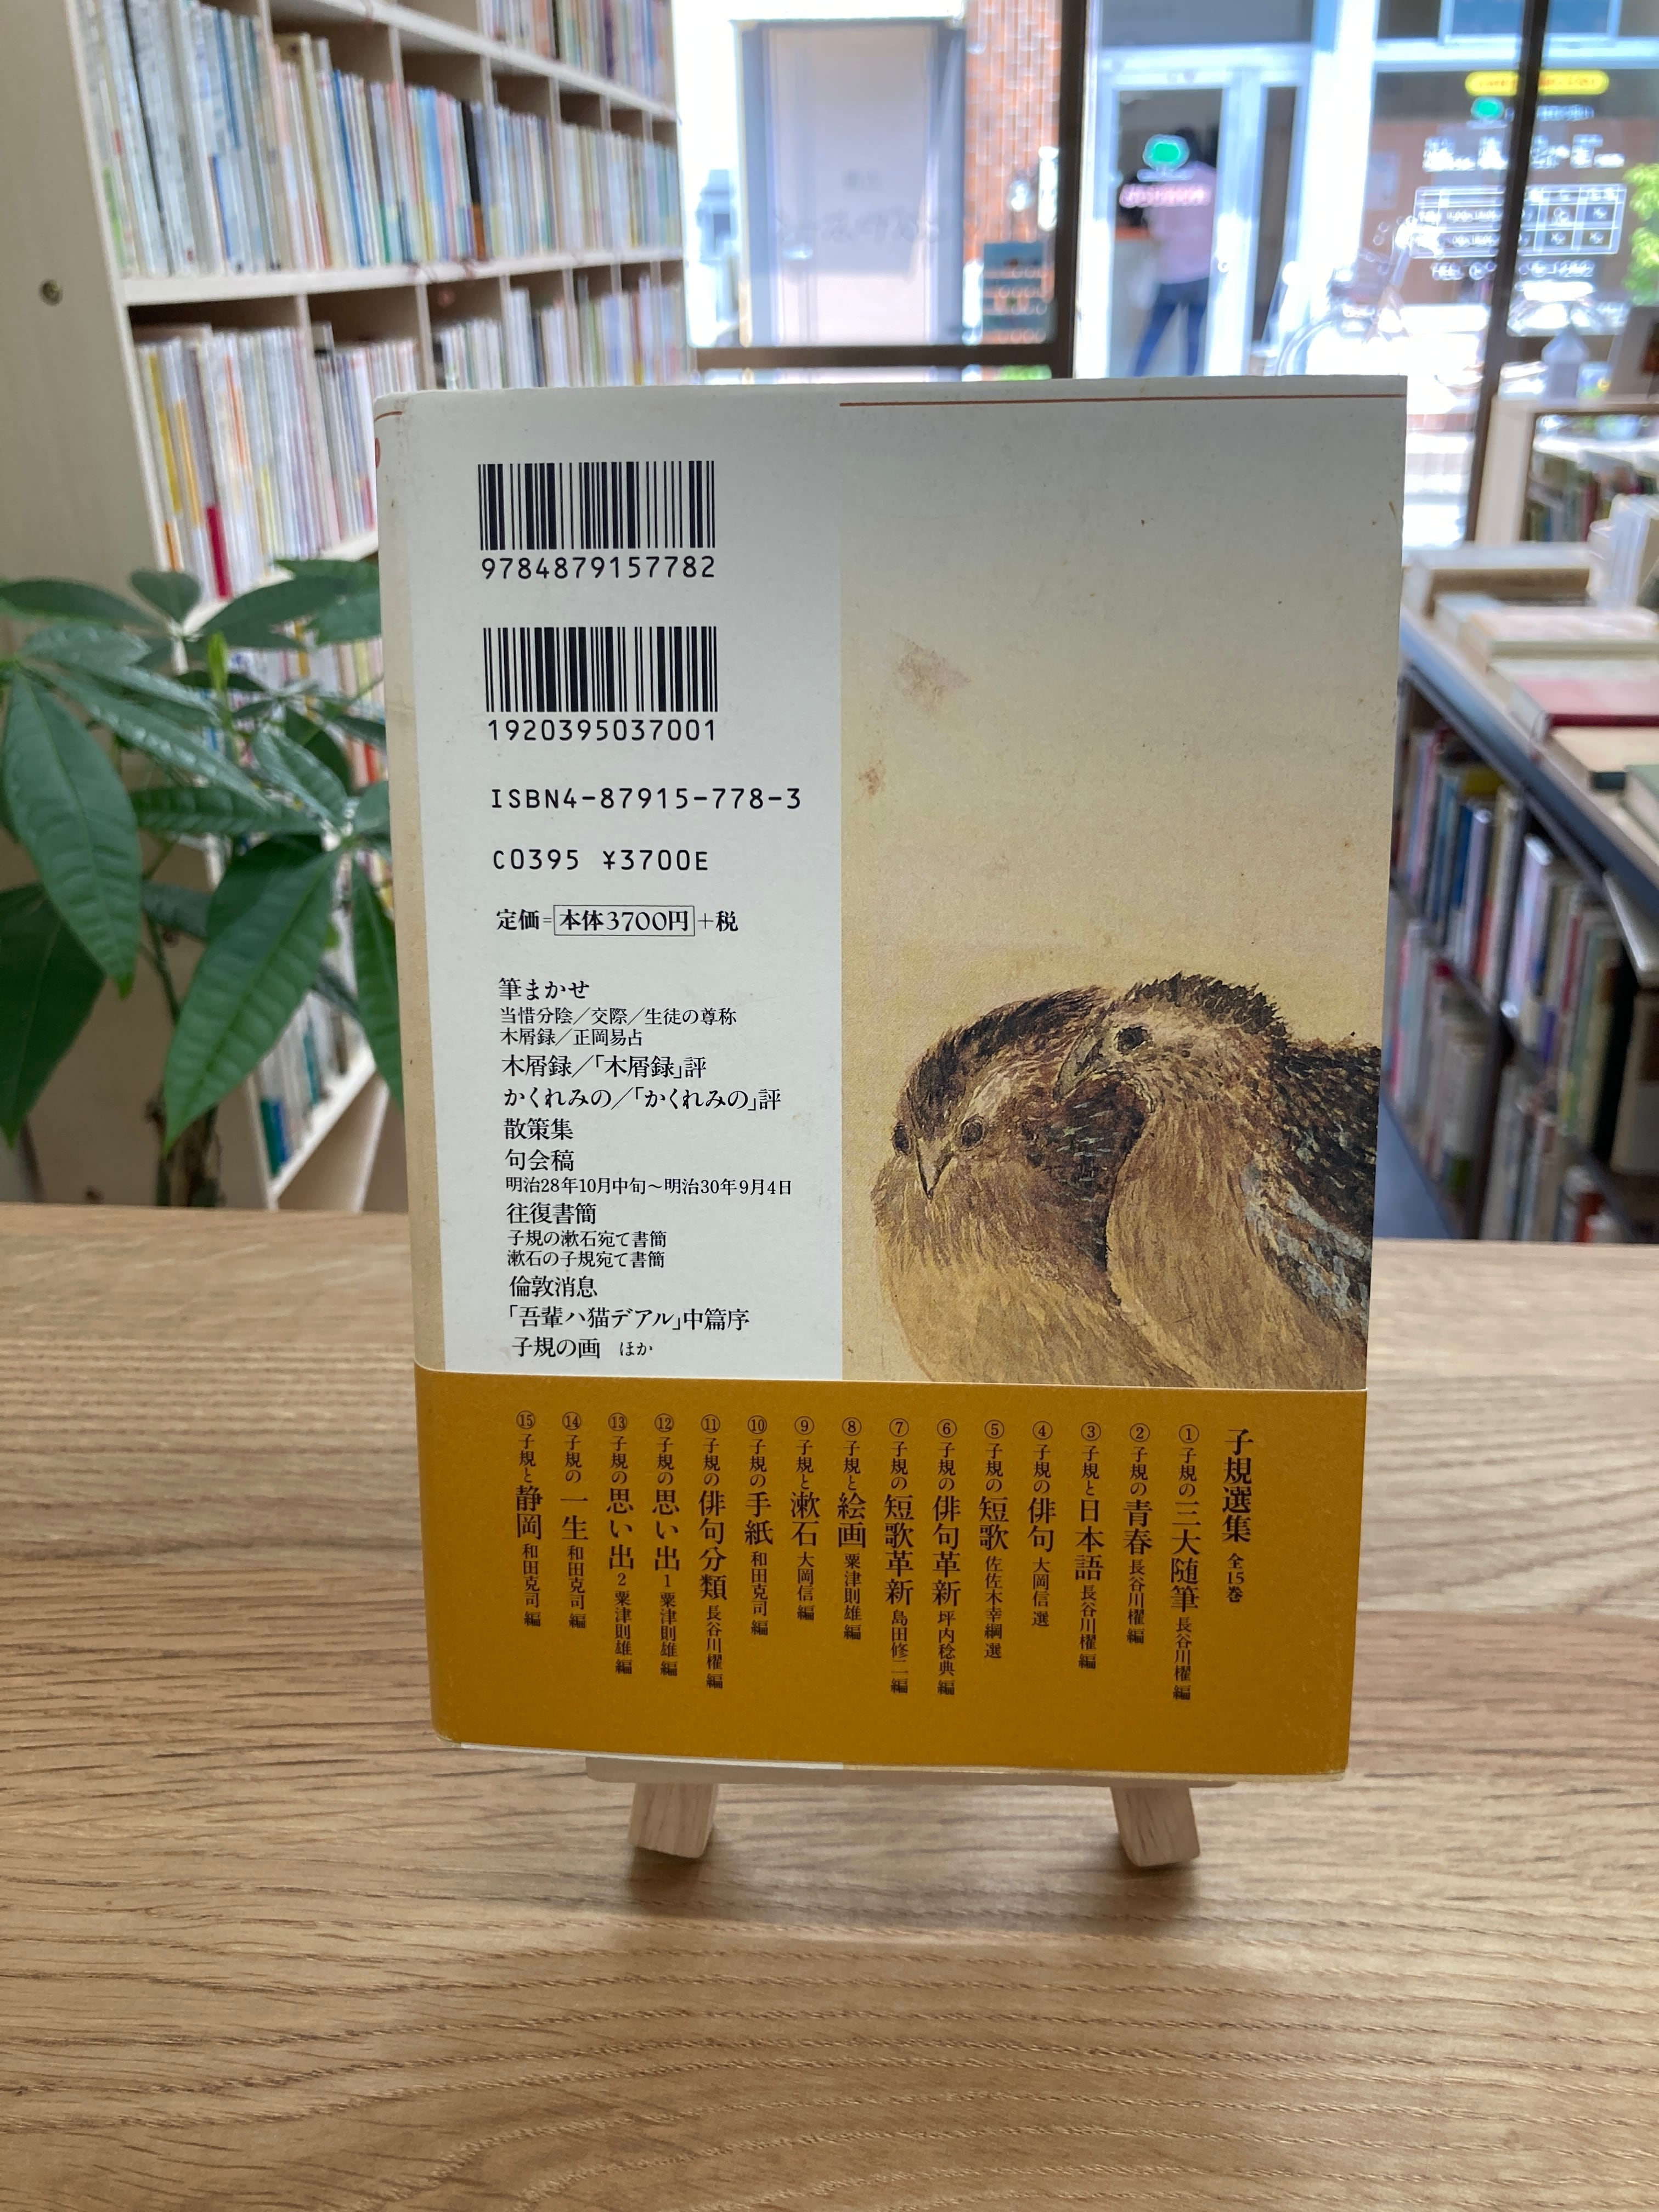 9784879157782
1920395037001
ISBN4-87915-778-3
C0395 ¥3700E
定価=本体3700円+税
筆まかせ
当惜分陰/交際/生徒の尊称
木屑録/正岡易占
木屑録/「木屑録」評
かくれみの/「かくれみの」評
散策集
句会稿
明治28年10月中旬~明治30年9月4日
往復書簡
子規の漱石宛て書簡
漱石の子規宛て書簡
倫敦消息
「吾輩ハ猫デアル」中篇序
子規の画 ほか
子規選集 全15巻
①子規の三大随筆 長谷川櫂 編
②子規の青春 長谷川櫂 編
③子規と日本語 長谷川櫂 編
④子規の俳句 大岡信 選
⑤子規の短歌 佐佐木幸綱 選
⑥子規の俳句革新 坪内稔典 編
⑦子規の短歌革新 島田修二 編
⑧子規と絵画 粟津則雄 編
⑨子規と漱石 大岡信 編
⑩子規の手紙 和田克司 編
⑪子規の俳句分類 長谷川櫂 編
⑫子規の思い出1 粟津則雄 編
⑬子規の思い出2 粟津則雄 編
⑭子規の一生 和田克司 編
⑮子規と静岡 和田克司 編